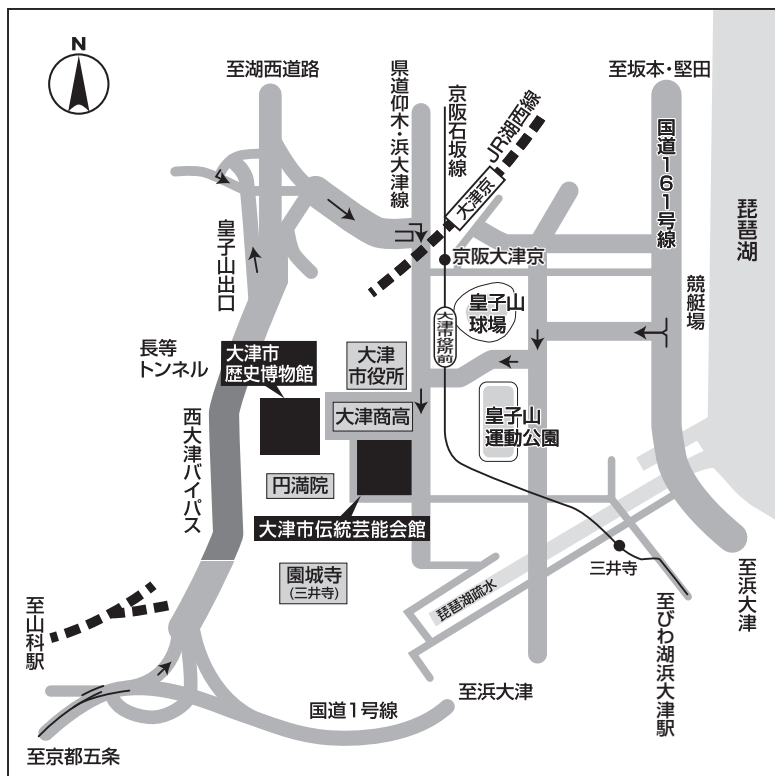 N
至湖西道路
県道仰木・浜大津線
京阪石坂線
JR湖西線
至坂本・堅田
国道161号線
琵琶湖
大津京
皇子山出口
京阪大津京
競艇場
皇子山
球場
大津市役所前
長等
トンネル
大津市
歴史博物館
大津
市役所
大津商高
皇子山
運動公園
西大津バイパス
円満院
大津市伝統芸能会館
園城寺
(三井寺)
三井寺
琵琶湖疏水
至浜大津
至山科駅
至びわ湖浜大津駅
至浜大津
国道1号線
至京都五条